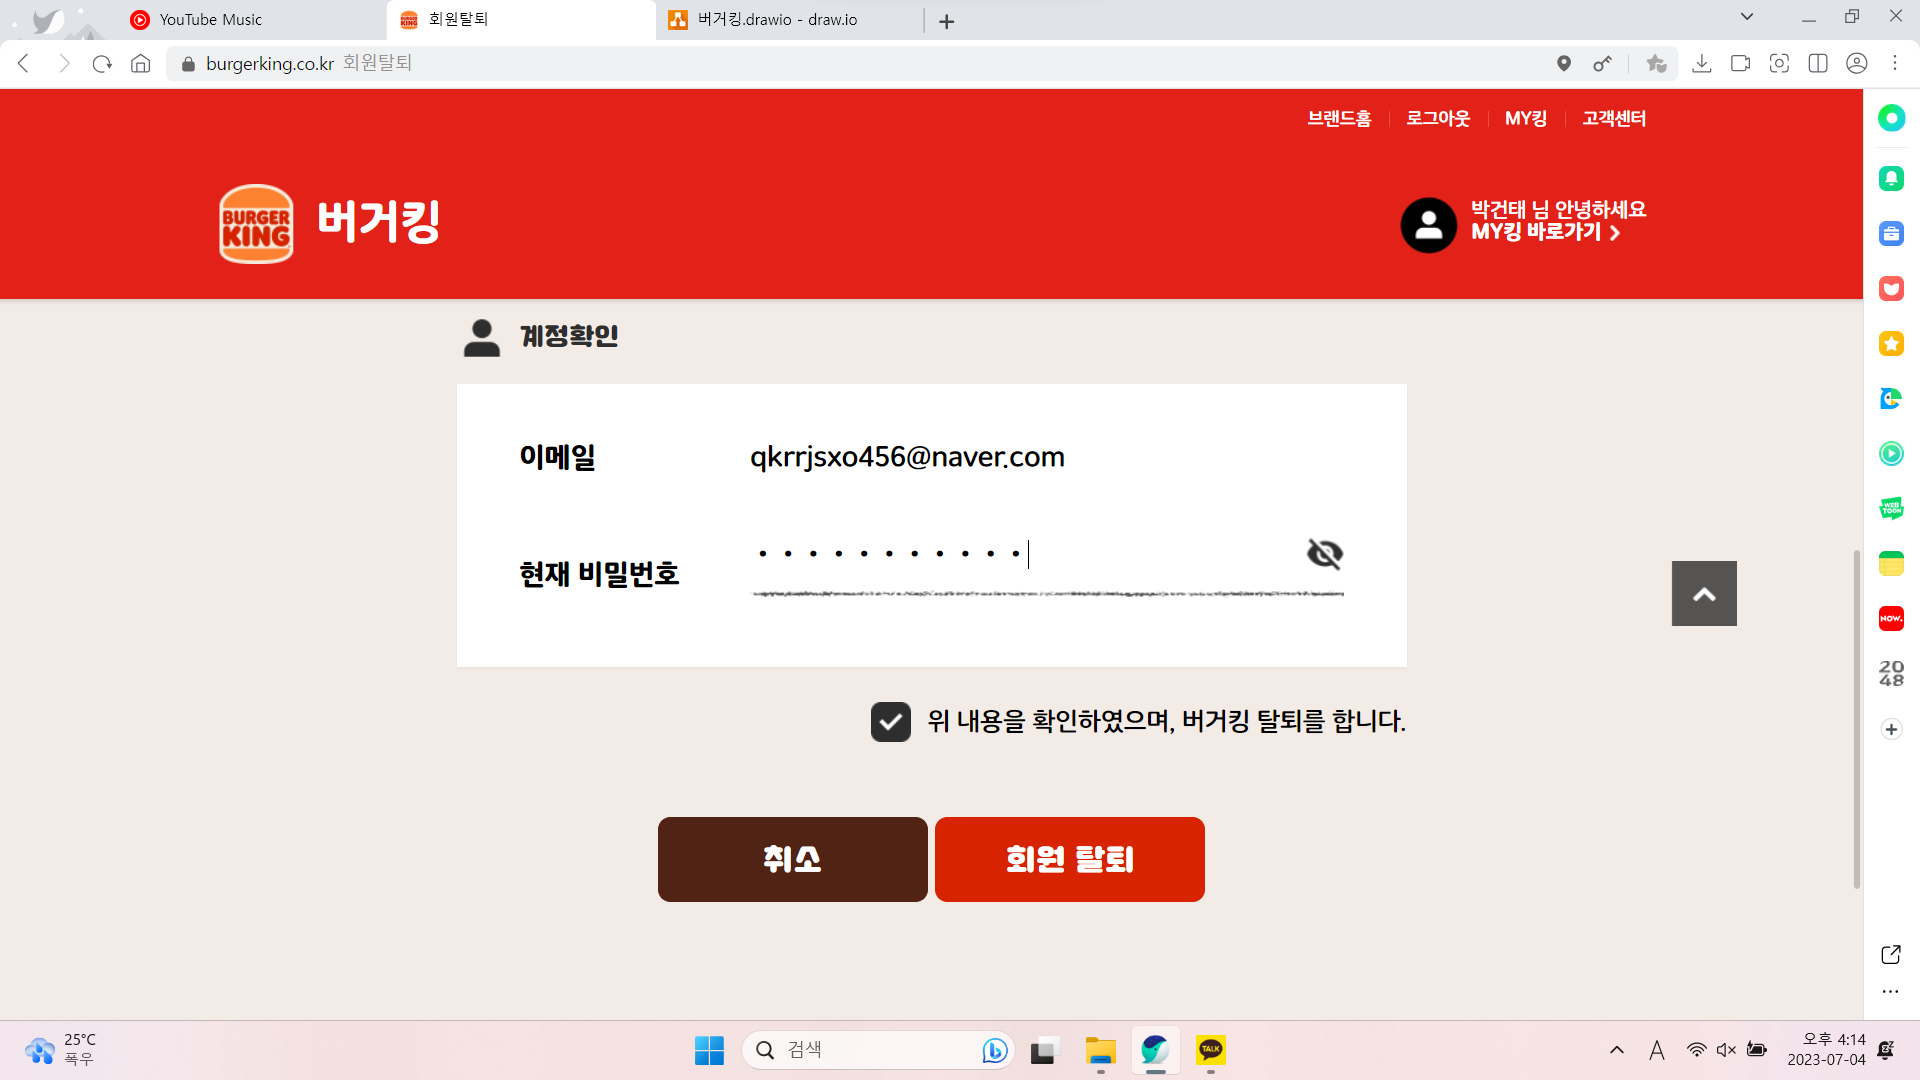 YouTube Music
회원탈퇴
버거킹.drawio - draw.io
burgerking.co.kr 회원탈퇴
브랜드홈
로그아웃
MY킹
고객센터
BURGER KING
버거킹
박건태 님 안녕하세요
MY킹 바로가기
계정확인
이메일
qkrrjsxo456@naver.com
현재 비밀번호
위 내용을 확인하였으며, 버거킹 탈퇴를 합니다.
취소
회원 탈퇴
WEB
TOON
NOW.
20
48
25°C
폭우
검색
TALK
A
오후 4:14
2023-07-04